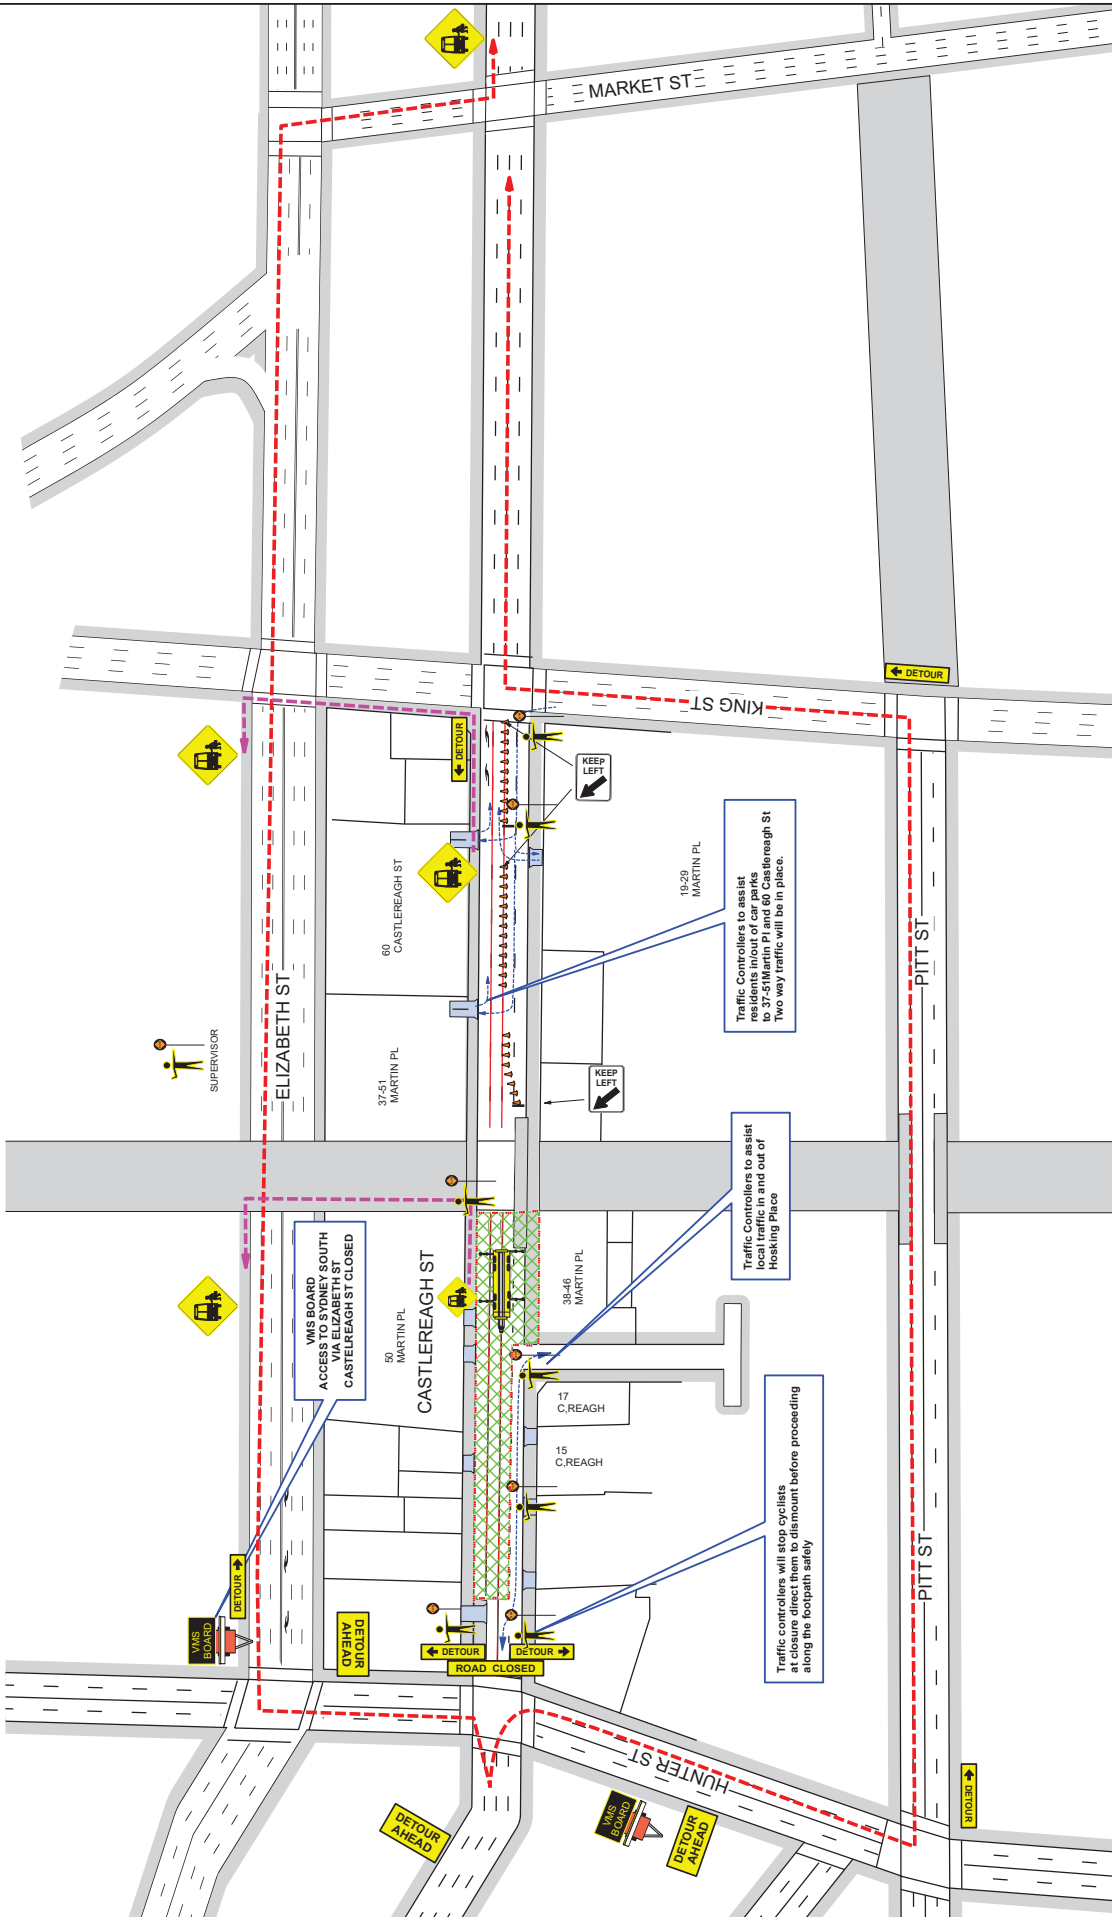 MARKET ST
KING ST
← DETOUR
← DETOUR
KEEP
LEFT
60
CASTLEREAGH ST
19-29
MARTIN PL
Traffic Controllers to assist
residents in/out of car parks
to 37-51Martin Pl and 60 Castlereagh St
Two way traffic will be in place.
PITT ST
ELIZABETH ST
SUPERVISOR
37-51
MARTIN PL
KEEP
LEFT
Traffic Controllers to assist
local traffic in and out of
Hosking Place
VMS BOARD
ACCESS TO SYDNEY SOUTH
VIA ELIZABETH ST
CASTELREAGH ST CLOSED
50
MARTIN PL
CASTLEREAGH ST
38-46
MARTIN PL
17
C,REAGH
15
C,REAGH
Traffic controllers will stop cyclists
at closure direct them to dismount before proceeding
along the footpath safely
PITT ST
DETOUR →
VMS
BOARD
DETOUR
AHEAD
← DETOUR
DETOUR →
ROAD CLOSED
HUNTER ST
DETOUR
AHEAD
VMS
BOARD
DETOUR
AHEAD
← DETOUR